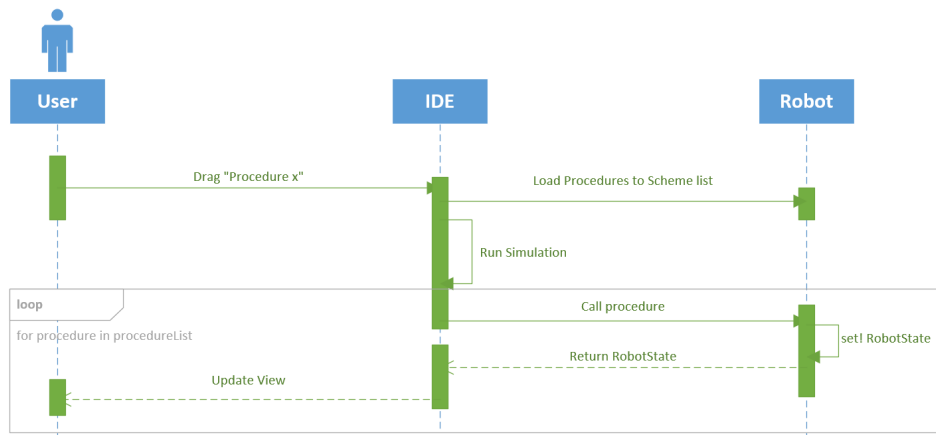 User
IDE
Robot
Drag "Procedure x"
Load Procedures to Scheme list
Run Simulation
loop
Call procedure
for procedure in procedureList
set! RobotState
Return RobotState
Update View